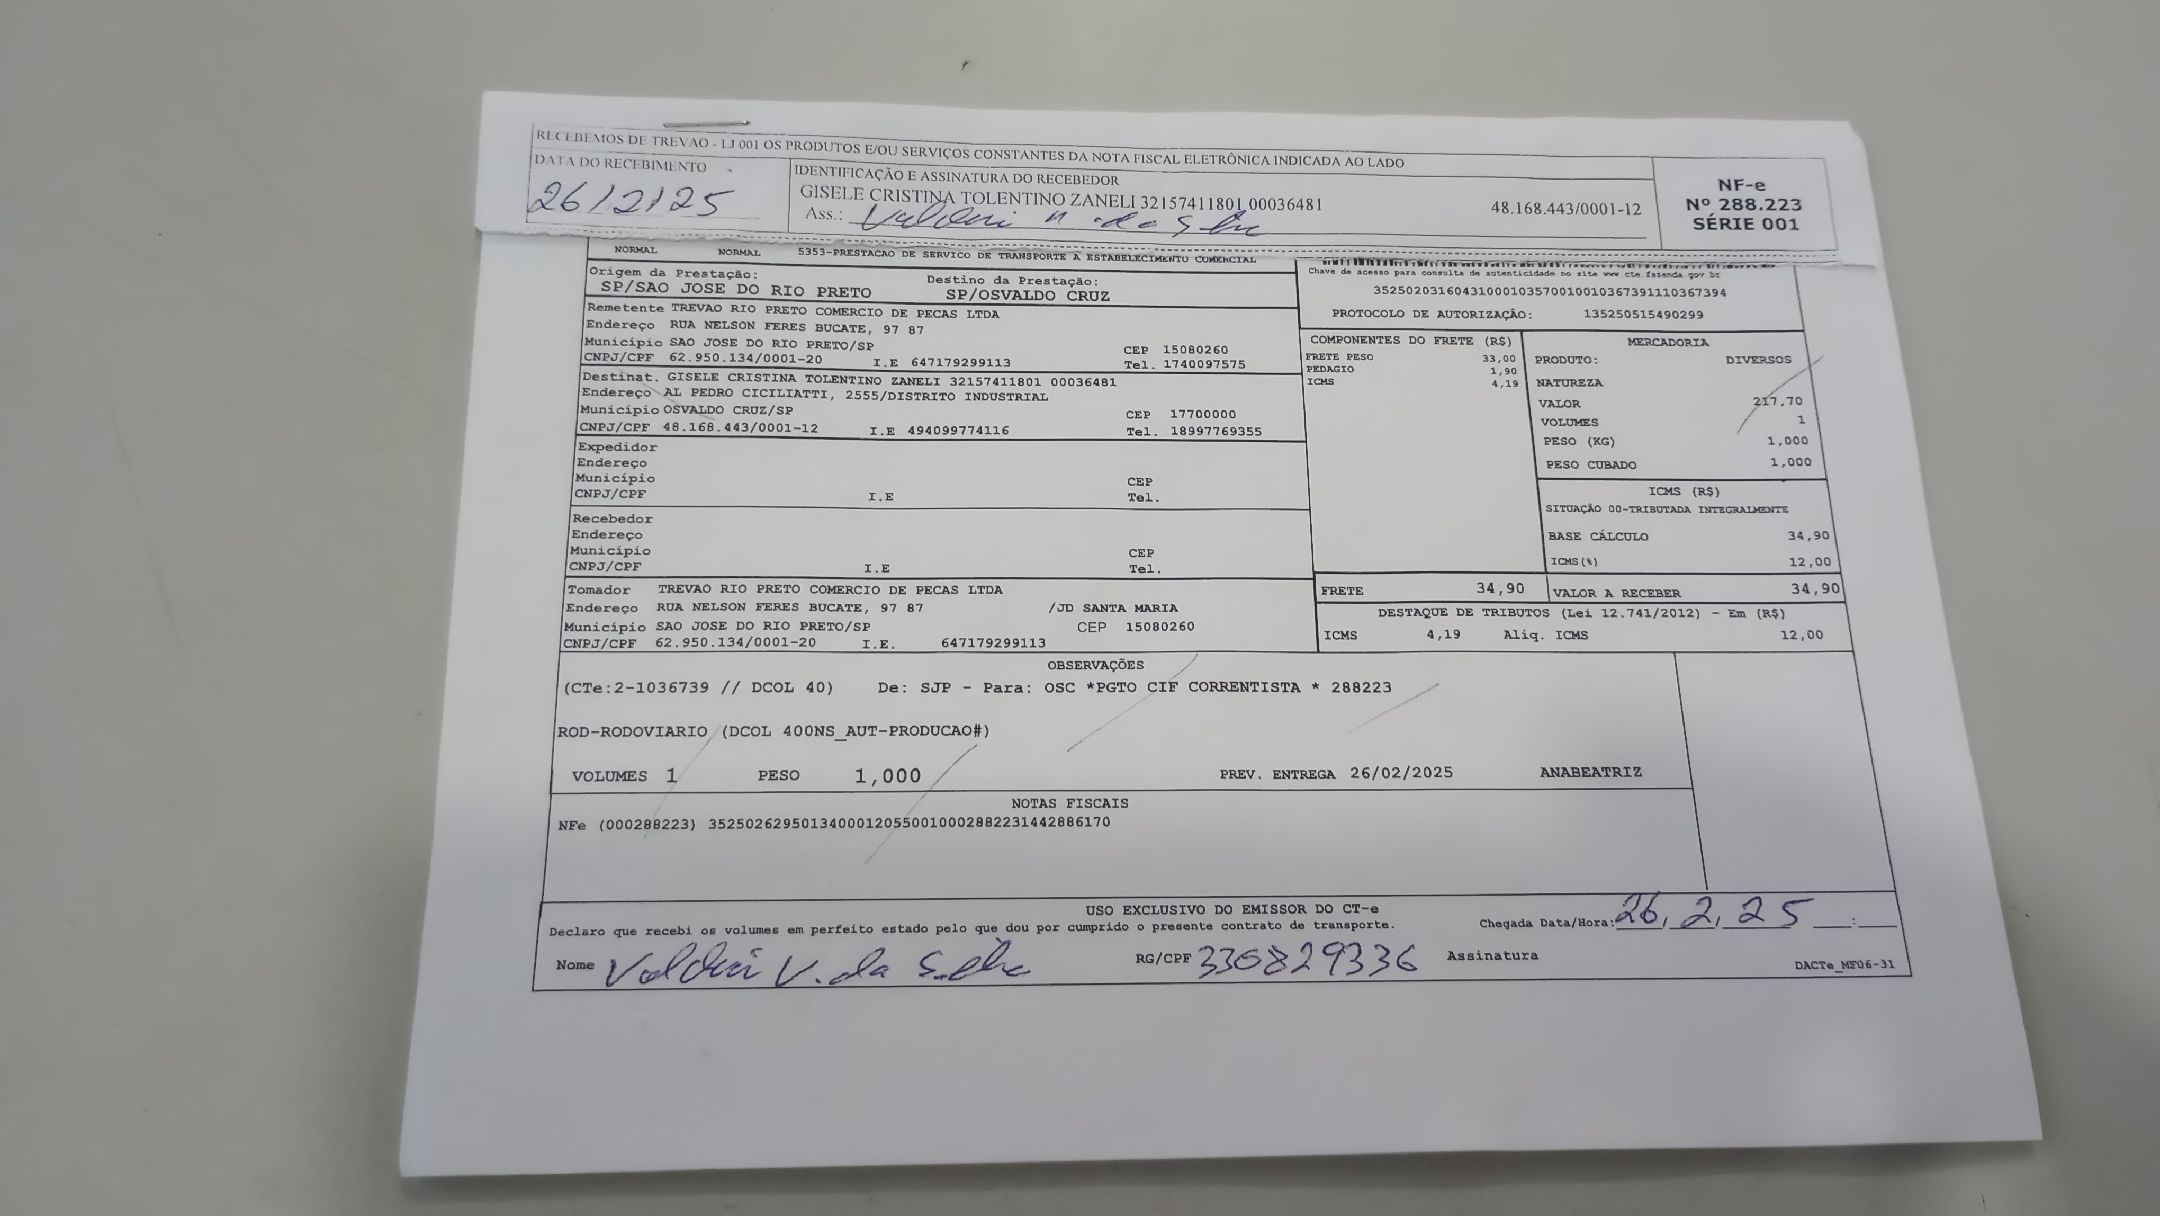 RECEBEMOS DE TREVAO - LJ 001 OS PRODUTOS E/OU SERVIÇOS CONSTANTES DA NOTA FISCAL ELETRÔNICA INDICADA AO LADO
DATA DO RECEBIMENTO
26/2/25
IDENTIFICAÇÃO E ASSINATURA DO RECEBEDOR
GISELE CRISTINA TOLENTINO ZANELI 32157411801 00036481
48.168.443/0001-12
Ass.:
NF-e
Nº 288.223
SÉRIE 001
NORMAL NORMAL 5353-PRESTACAO DE SERVICO DE TRANSPORTE A ESTABELECIMENTO COMERCIAL
Origem da Prestação: Destino da Prestação:
SP/SAO JOSE DO RIO PRETO SP/OSVALDO CRUZ
Chave de acesso para consulta de autenticidade no site www.cte.fazenda.gov.br
35250203160431000103570010010367391110367394
PROTOCOLO DE AUTORIZAÇÃO: 135250515490299
Remetente TREVAO RIO PRETO COMERCIO DE PECAS LTDA
Endereço RUA NELSON FERES BUCATE, 97 87
Município SAO JOSE DO RIO PRETO/SP CEP 15080260
CNPJ/CPF 62.950.134/0001-20 I.E 647179299113 Tel. 1740097575
Destinat. GISELE CRISTINA TOLENTINO ZANELI 32157411801 00036481
Endereço AL PEDRO CICILIATTI, 2555/DISTRITO INDUSTRIAL
Município OSVALDO CRUZ/SP CEP 17700000
CNPJ/CPF 48.168.443/0001-12 I.E 494099774116 Tel. 18997769355
Expedidor
Endereço
Município CEP
CNPJ/CPF I.E Tel.
Recebedor
Endereço
Município CEP
CNPJ/CPF I.E Tel.
Tomador TREVAO RIO PRETO COMERCIO DE PECAS LTDA
Endereço RUA NELSON FERES BUCATE, 97 87 /JD SANTA MARIA
Município SAO JOSE DO RIO PRETO/SP CEP 15080260
CNPJ/CPF 62.950.134/0001-20 I.E. 647179299113
COMPONENTES DO FRETE (R$)
FRETE PESO 33,00
PEDAGIO 1,90
ICMS 4,19
MERCADORIA
PRODUTO: DIVERSOS
NATUREZA
VALOR 217,70
VOLUMES 1
PESO (KG) 1,000
PESO CUBADO 1,000
ICMS (R$)
SITUAÇÃO 00-TRIBUTADA INTEGRALMENTE
BASE CÁLCULO 34,90
ICMS(%) 12,00
FRETE 34,90 VALOR A RECEBER 34,90
DESTAQUE DE TRIBUTOS (Lei 12.741/2012) - Em (R$)
ICMS 4,19 Aliq. ICMS 12,00
OBSERVAÇÕES
(CTe:2-1036739 // DCOL 40) De: SJP - Para: OSC *PGTO CIF CORRENTISTA * 288223
ROD-RODOVIARIO (DCOL 400NS_AUT-PRODUCAO#)
VOLUMES 1 PESO 1,000 PREV. ENTREGA 26/02/2025 ANABEATRIZ
NOTAS FISCAIS
NFe (000288223) 35250262950134000120550010002882231442886170
USO EXCLUSIVO DO EMISSOR DO CT-e
Declaro que recebi os volumes em perfeito estado pelo que dou por cumprido o presente contrato de transporte.
Chegada Data/Hora: 26, 2, 25 :
Nome V. da RG/CPF 330829336 Assinatura
DACTe_MF06-31